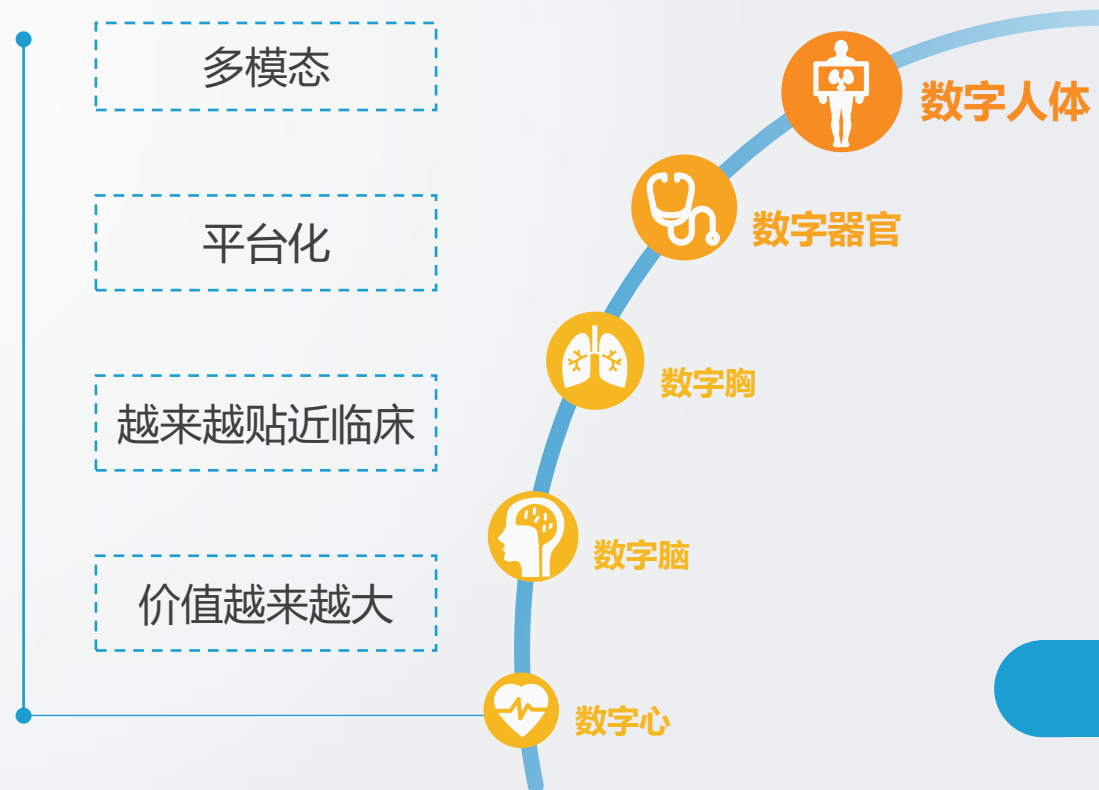 多模态
平台化
越来越贴近临床
价值越来越大
数字人体
数字器官
数字胸
数字脑
数字心